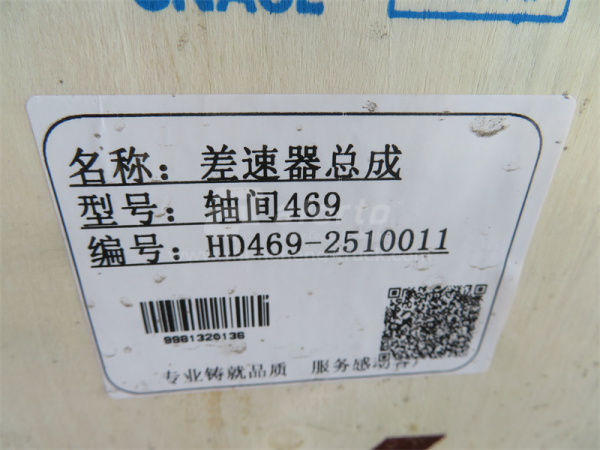 名称：差速器总成
型号：轴间469
编号：HD469-2510011
9981320136
专业铸就品质 服务感动客户